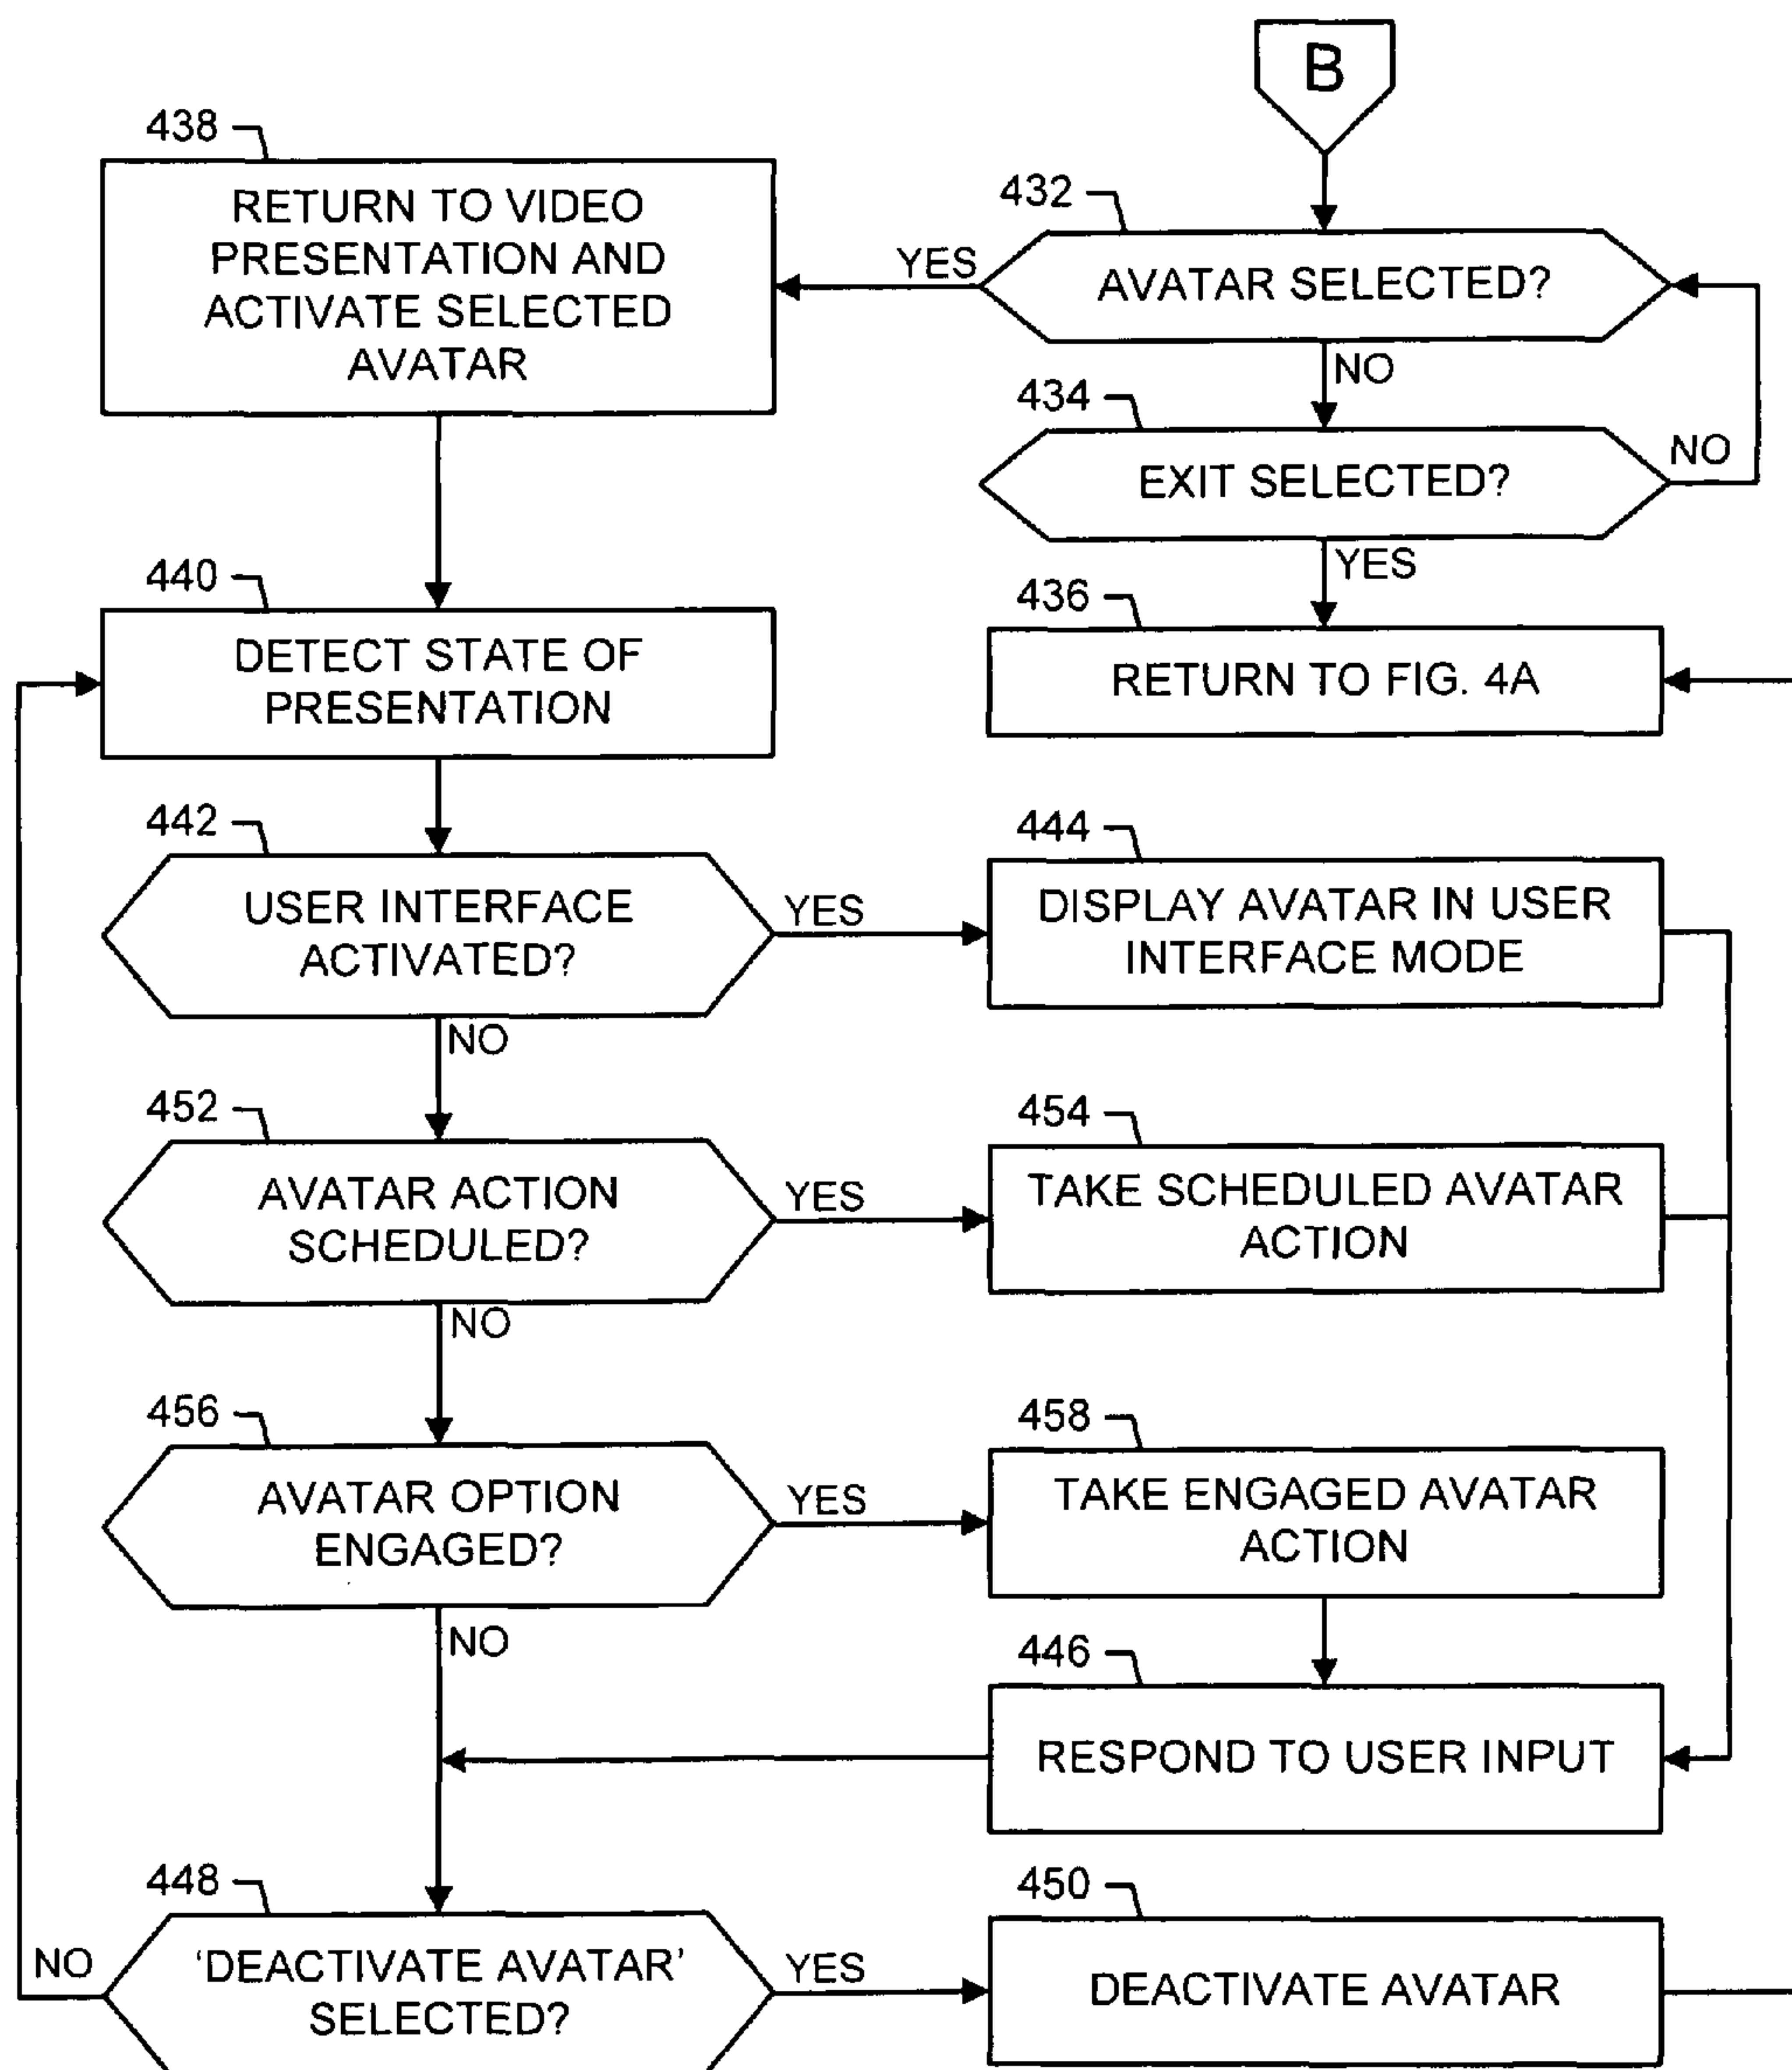 B
438
RETURN TO VIDEO
PRESENTATION AND
ACTIVATE SELECTED
AVATAR
432
YES
AVATAR SELECTED?
NO
434
EXIT SELECTED?
NO
YES
436
RETURN TO FIG. 4A
440
DETECT STATE OF
PRESENTATION
442
USER INTERFACE
ACTIVATED?
YES
NO
444
DISPLAY AVATAR IN USER
INTERFACE MODE
452
AVATAR ACTION
SCHEDULED?
YES
NO
454
TAKE SCHEDULED AVATAR
ACTION
456
AVATAR OPTION
ENGAGED?
YES
NO
458
TAKE ENGAGED AVATAR
ACTION
446
RESPOND TO USER INPUT
448
NO
'DEACTIVATE AVATAR'
SELECTED?
YES
450
DEACTIVATE AVATAR